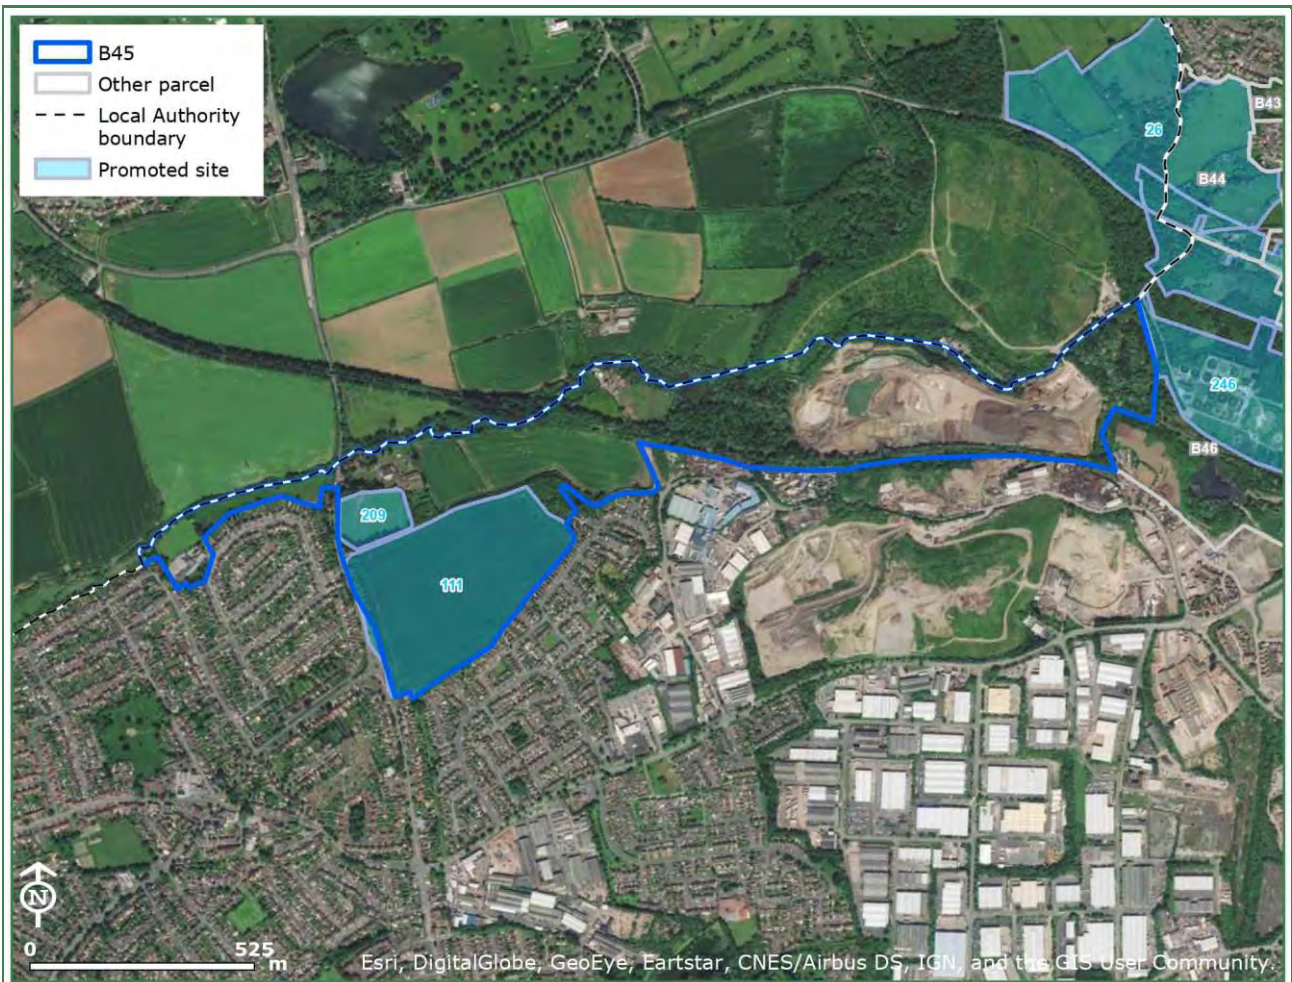 B45
Other parcel
Local Authority
boundary
Promoted site
B43
26
B44
246
B46
209
111
N
0 525
m
Esri, DigitalGlobe, GeoEye, Eartstar, CNES/Airbus DS, IGN, and the GIS User Community.